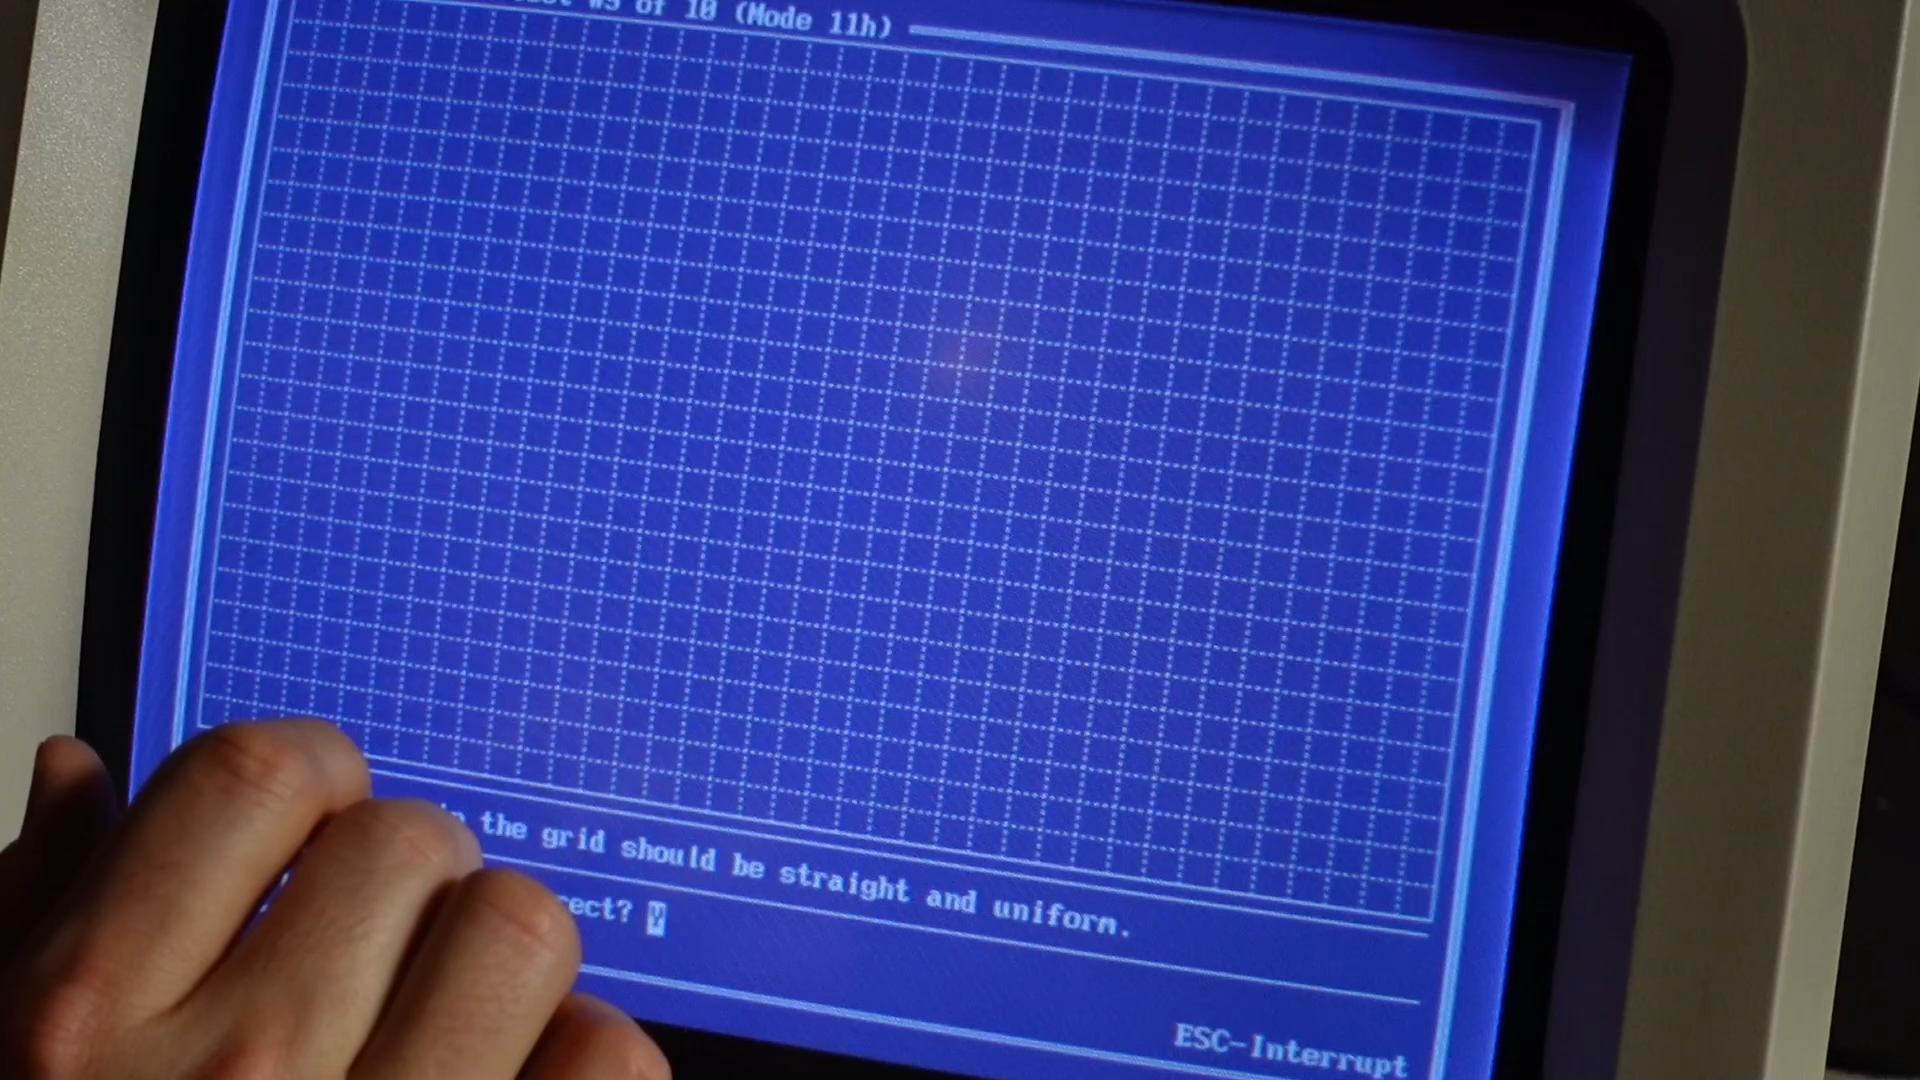 of 10 (Mode 11h)
the grid should be straight and uniform.
rect? Y
ESC-Interrupt